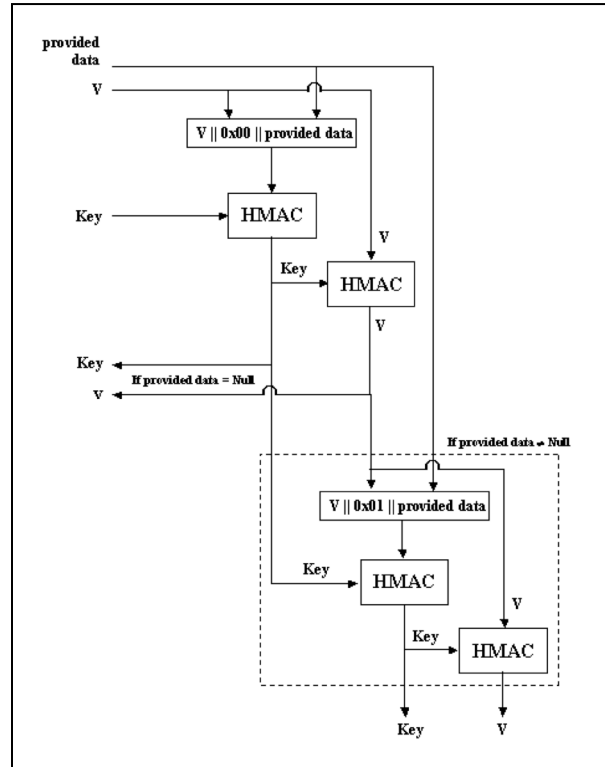 provided
data
V
V || 0x00 || provided data
Key
HMAC
V
Key
HMAC
V
Key
If provided data = Null
V
If provided data ≠ Null
V || 0x01 || provided data
Key
HMAC
V
Key
HMAC
Key
V